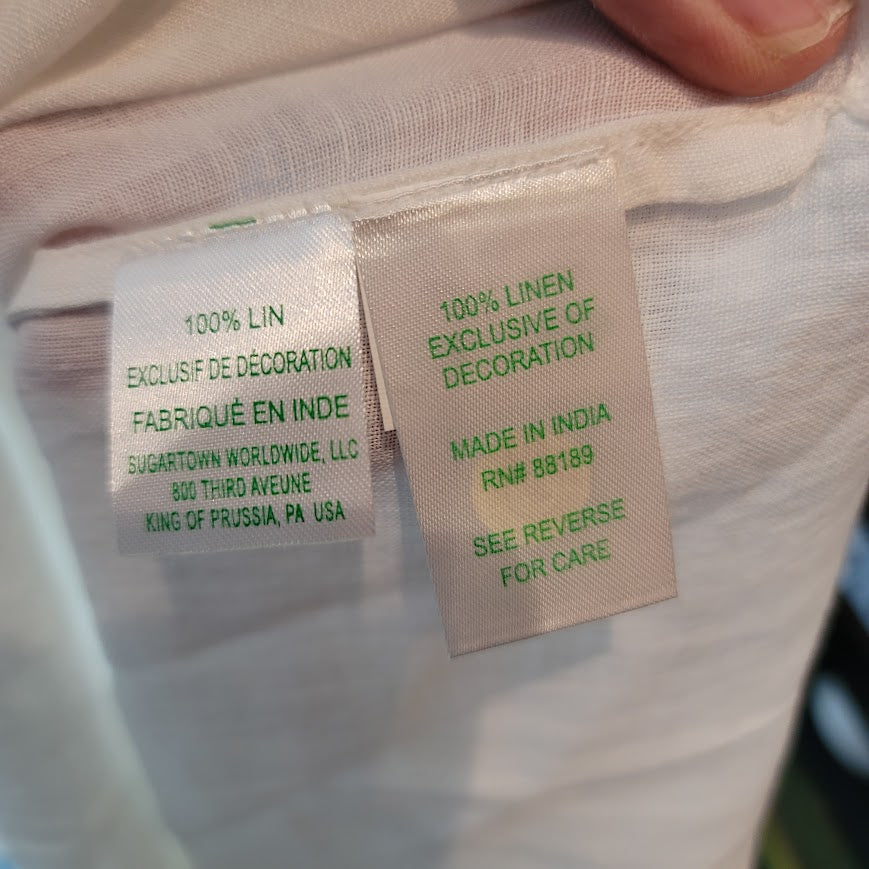 100% LIN
EXCLUSIF DE DÉCORATION
FABRIQUÉ EN INDE
SUGARTOWN WORLDWIDE, LLC
800 THIRD AVEUNE
KING OF PRUSSIA, PA USA
100% LINEN
EXCLUSIVE OF
DECORATION
MADE IN INDIA
RN# 88189
SEE REVERSE
FOR CARE